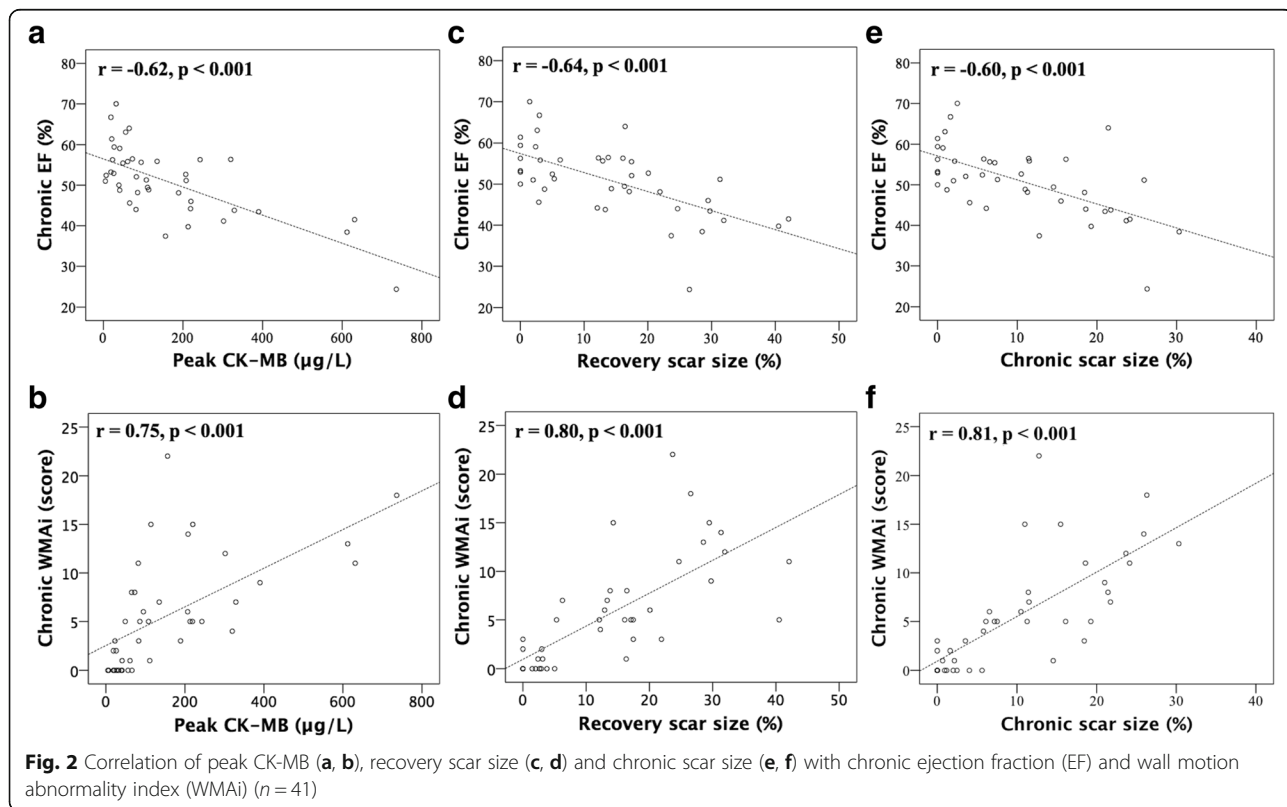 a
r = -0.62, p < 0.001
Chronic EF (%)
80
70
60
50
40
30
20
0 200 400 600 800
Peak CK-MB (µg/L)
c
r = -0.64, p < 0.001
Chronic EF (%)
80
70
60
50
40
30
20
0 10 20 30 40 50
Recovery scar size (%)
e
r = -0.60, p < 0.001
Chronic EF (%)
80
70
60
50
40
30
20
0 10 20 30 40
Chronic scar size (%)
b
r = 0.75, p < 0.001
Chronic WMAi (score)
25
20
15
10
5
0
0 200 400 600 800
Peak CK-MB (µg/L)
d
r = 0.80, p < 0.001
Chronic WMAi (score)
25
20
15
10
5
0
0 10 20 30 40 50
Recovery scar size (%)
f
r = 0.81, p < 0.001
Chronic WMAi (score)
25
20
15
10
5
0
0 10 20 30 40
Chronic scar size (%)
Fig. 2 Correlation of peak CK-MB (a, b), recovery scar size (c, d) and chronic scar size (e, f) with chronic ejection fraction (EF) and wall motion
abnormality index (WMAi) (n = 41)